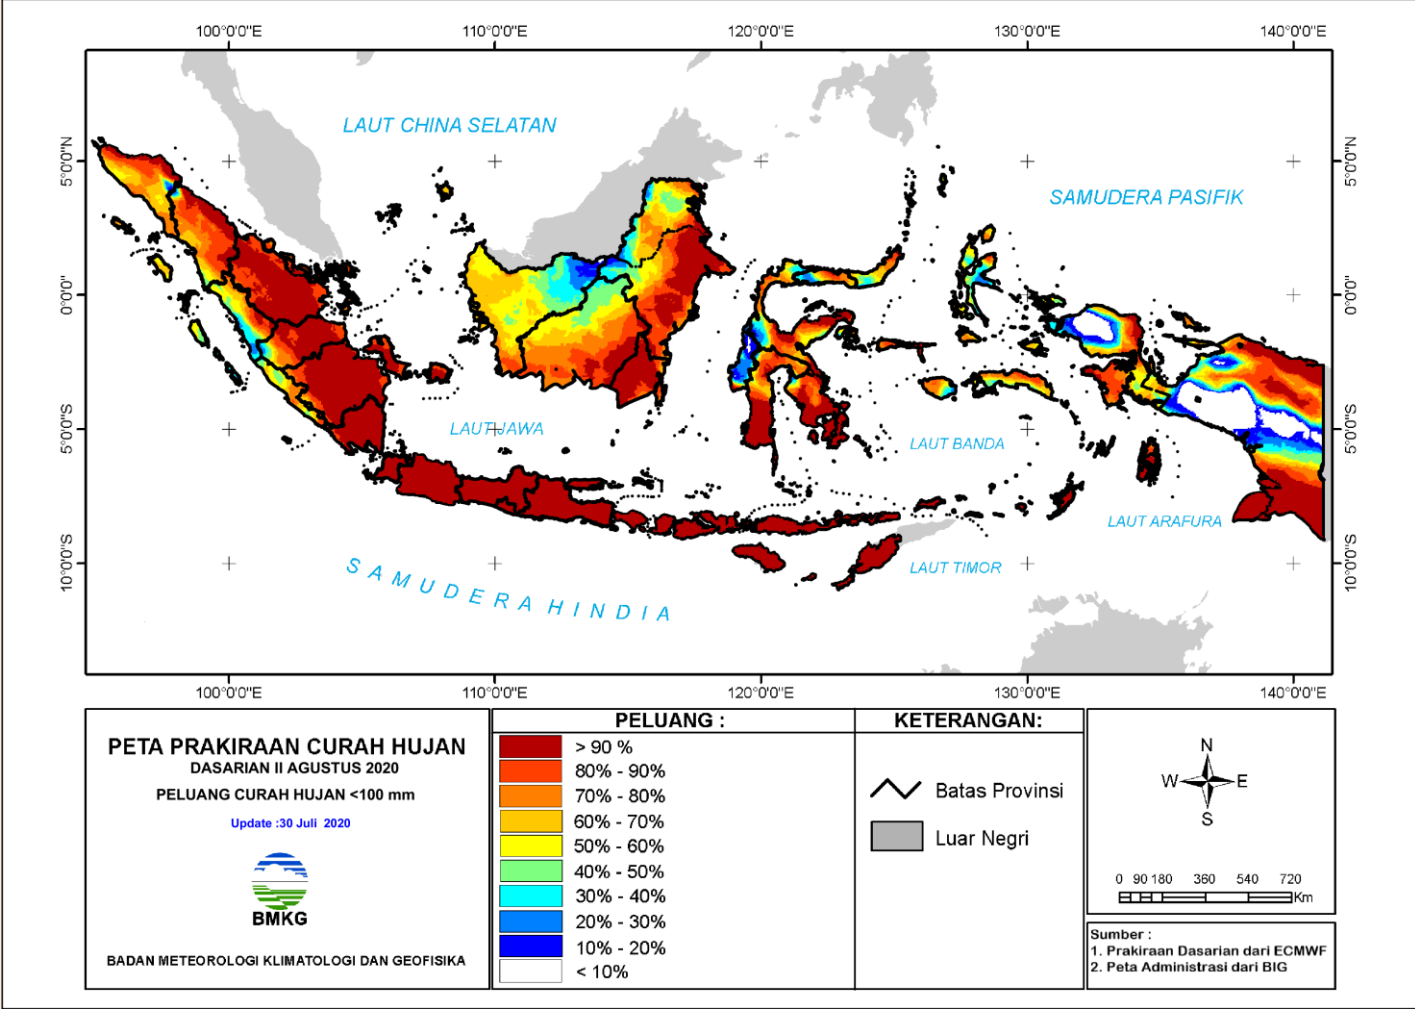 100°0'0"E 110°0'0"E 120°0'0"E 130°0'0"E 140°0'0"E
5°0'0"N
0°0'0"
5°0'0"S
10°0'0"S
LAUT CHINA SELATAN
SAMUDERA PASIFIK
LAUT JAWA
LAUT BANDA
LAUT ARAFURA
LAUT TIMOR
SAMUDERA HINDIA
5°0'0"N
0°0'0"
5°0'0"S
10°0'0"S
100°0'0"E 110°0'0"E 120°0'0"E 130°0'0"E 140°0'0"E
PETA PRAKIRAAN CURAH HUJAN
DASARIAN II AGUSTUS 2020
PELUANG CURAH HUJAN <100 mm
Update :30 Juli 2020
BMKG
BADAN METEOROLOGI KLIMATOLOGI DAN GEOFISIKA
PELUANG :
> 90 %
80% - 90%
70% - 80%
60% - 70%
50% - 60%
40% - 50%
30% - 40%
20% - 30%
10% - 20%
< 10%
KETERANGAN:
Batas Provinsi
Luar Negri
N
W E
S
0 90 180 360 540 720
Km
Sumber :
1. Prakiraan Dasarian dari ECMWF
2. Peta Administrasi dari BIG